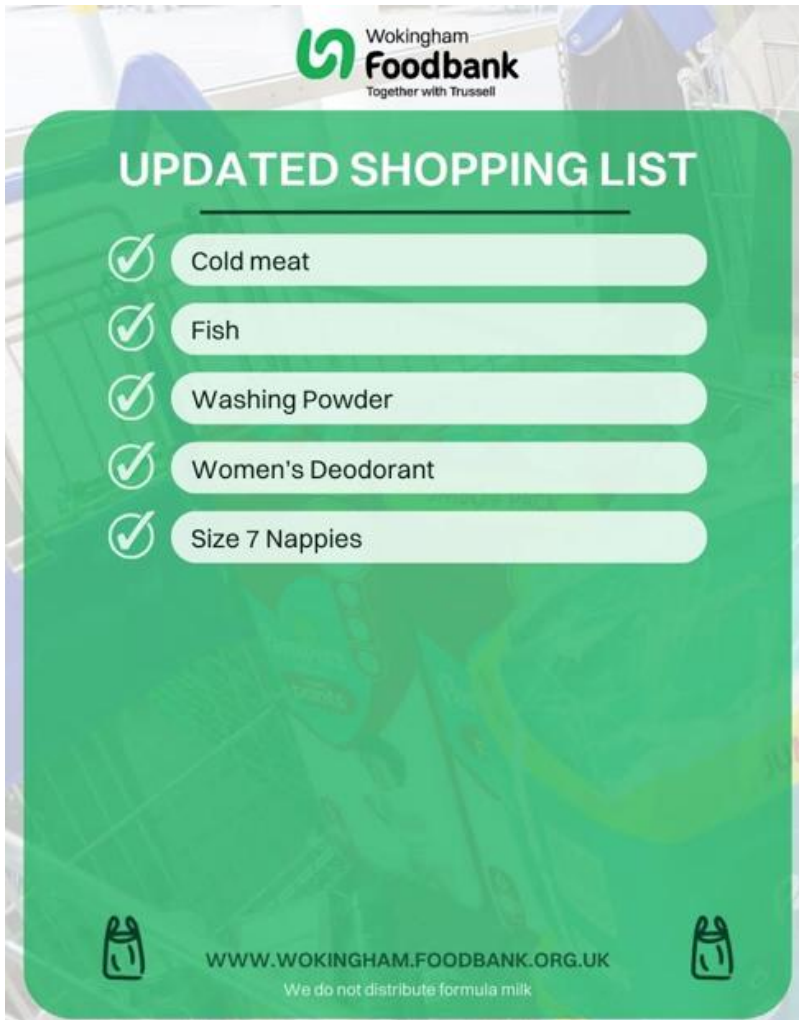 Wokingham
Foodbank
Together with Trussell
UPDATED SHOPPING LIST
Cold meat
Fish
Washing Powder
Women's Deodorant
Size 7 Nappies
WWW.WOKINGHAM.FOODBANK.ORG.UK
We do not distribute formula milk